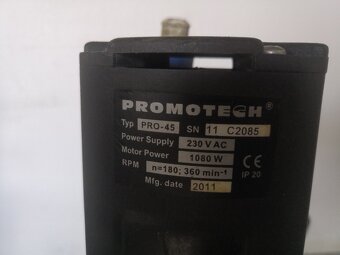 PROMOTECH®
Typ PRO-45 SN 11 C2085
Power Supply 230 V AC
Motor Power 1080 W
RPM n=180; 360 min⁻¹ CE IP 20
Mfg. date 2011